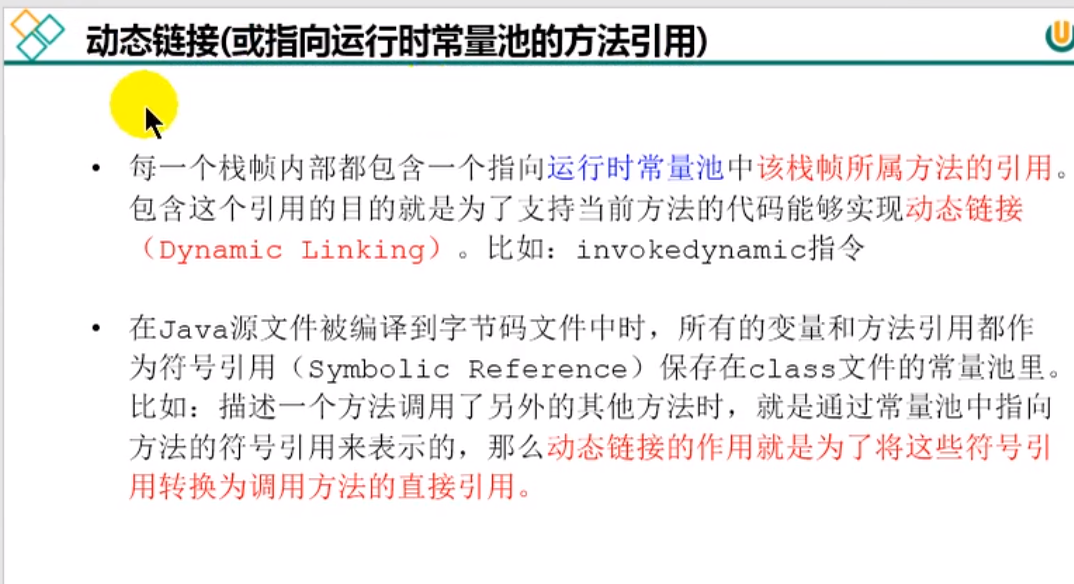 动态链接(或指向运行时常量池的方法引用)
• 每一个栈帧内部都包含一个指向运行时常量池中该栈帧所属方法的引用。
包含这个引用的目的就是为了支持当前方法的代码能够实现动态链接
（Dynamic Linking）。比如：invokedynamic指令
• 在Java源文件被编译到字节码文件中时，所有的变量和方法引用都作
为符号引用（Symbolic Reference）保存在class文件的常量池里。
比如：描述一个方法调用了另外的其他方法时，就是通过常量池中指向
方法的符号引用来表示的，那么动态链接的作用就是为了将这些符号引
用转换为调用方法的直接引用。